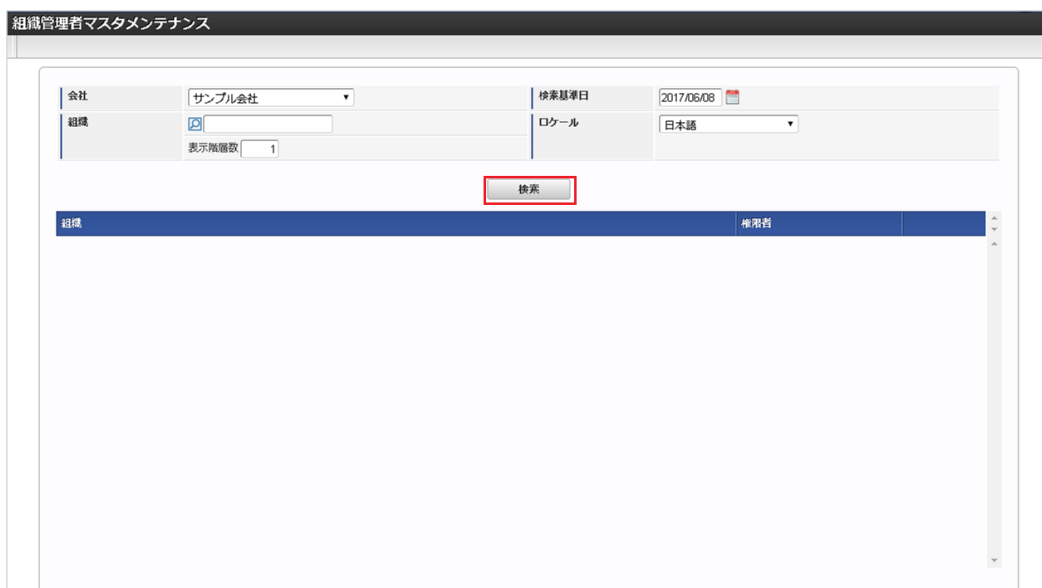 組織管理者マスタメンテナンス
会社 サンプル会社 検索基準日 2017/06/08
組織 ロケール 日本語
表示階層数 1
検索
組織 権限者